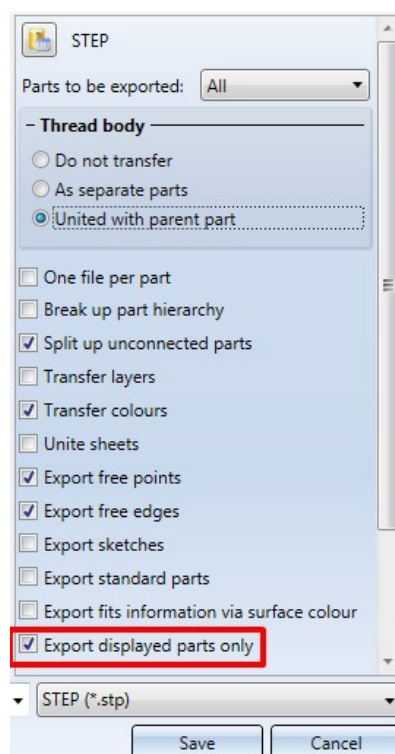 STEP
Parts to be exported: All
Thread body
Do not transfer
As separate parts
United with parent part
One file per part
Break up part hierarchy
Split up unconnected parts
Transfer layers
Transfer colours
Unite sheets
Export free points
Export free edges
Export sketches
Export standard parts
Export fits information via surface colour
Export displayed parts only
STEP (*.stp)
Save Cancel